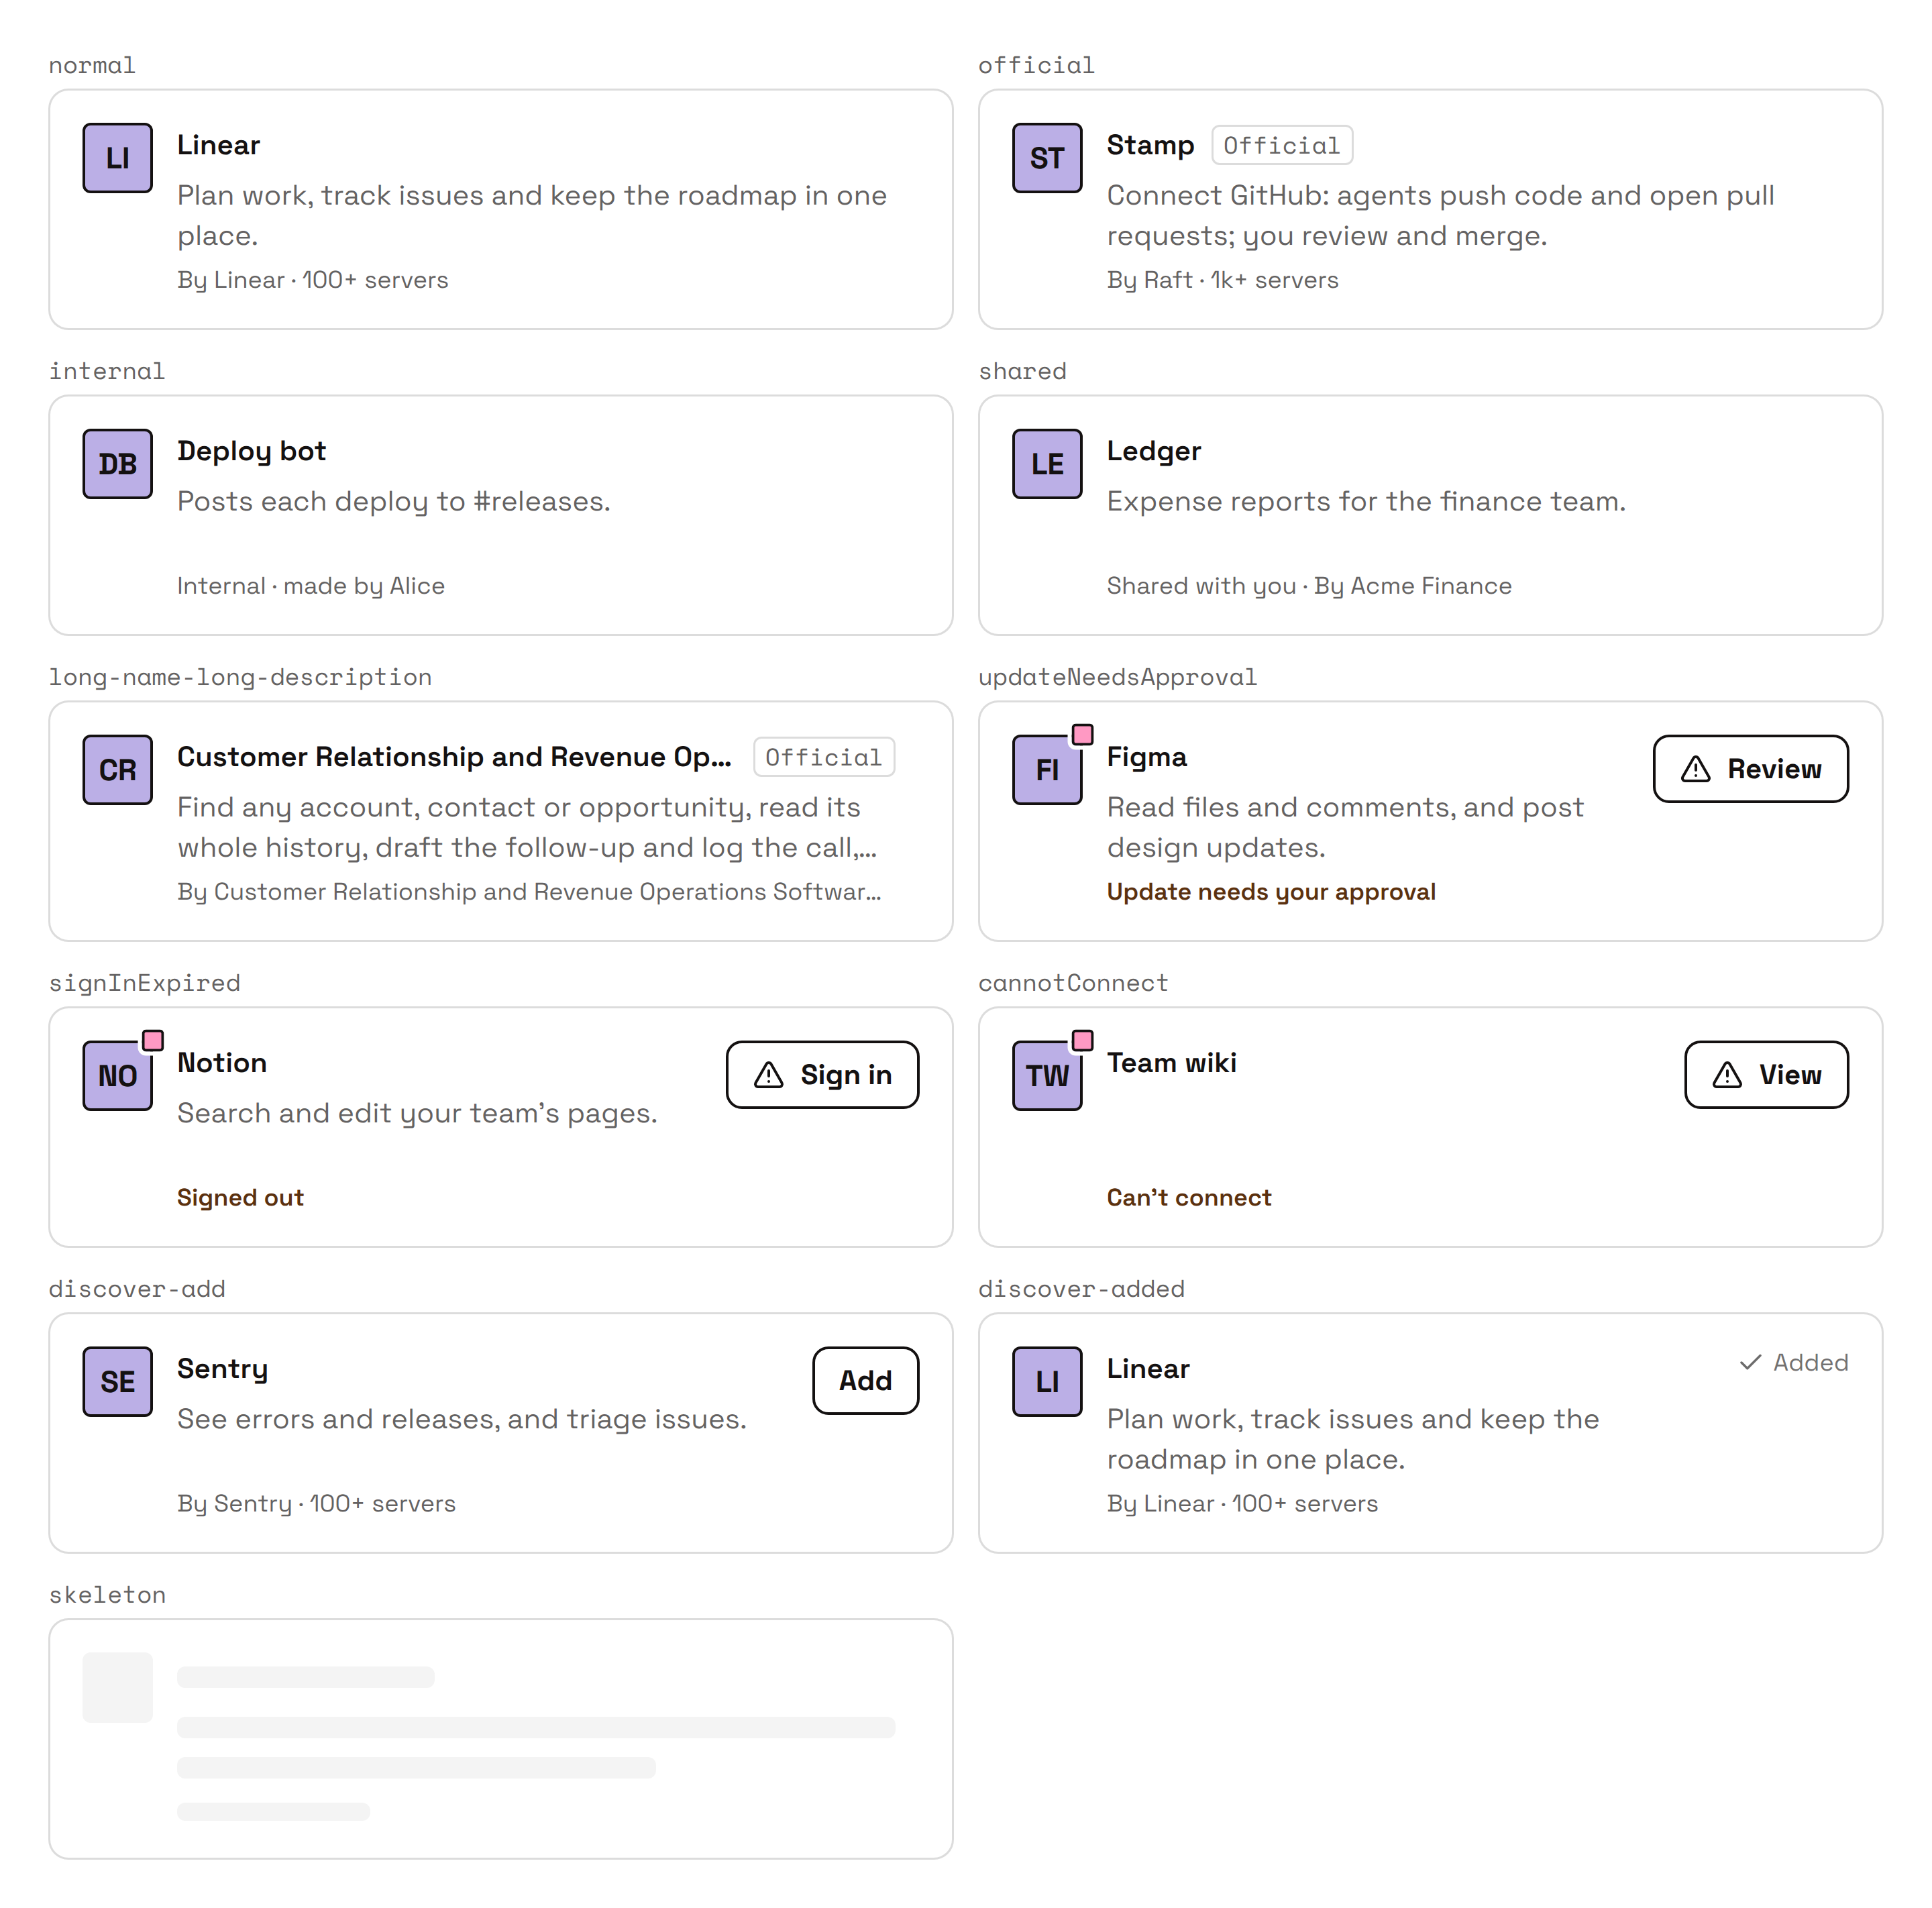 normal
LI
Linear
Plan work, track issues and keep the roadmap in one
place.
By Linear · 100+ servers
official
ST
Stamp Official
Connect GitHub: agents push code and open pull
requests; you review and merge.
By Raft · 1k+ servers
internal
DB
Deploy bot
Posts each deploy to #releases.
Internal · made by Alice
shared
LE
Ledger
Expense reports for the finance team.
Shared with you · By Acme Finance
long-name-long-description
CR
Customer Relationship and Revenue Op... Official
Find any account, contact or opportunity, read its
whole history, draft the follow-up and log the call,...
By Customer Relationship and Revenue Operations Softwar...
updateNeedsApproval
FI
Figma
Review
Read files and comments, and post
design updates.
Update needs your approval
signInExpired
NO
Notion
Sign in
Search and edit your team’s pages.
Signed out
cannotConnect
TW
Team wiki
View
Can’t connect
discover-add
SE
Sentry
Add
See errors and releases, and triage issues.
By Sentry · 100+ servers
discover-added
LI
Linear
Added
Plan work, track issues and keep the
roadmap in one place.
By Linear · 100+ servers
skeleton